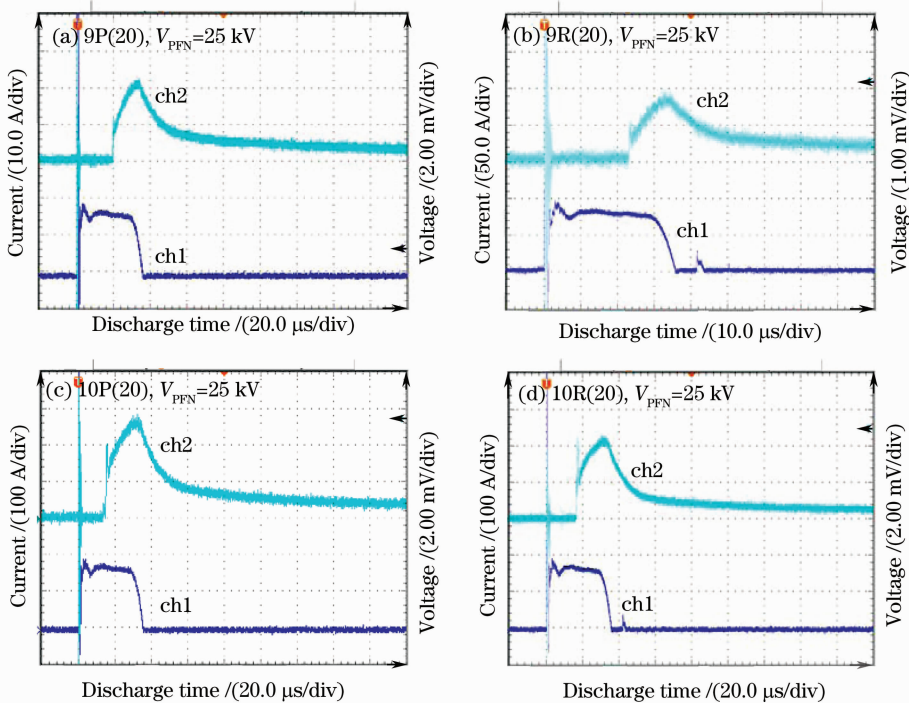 (a) 9P(20), V_PFN=25 kV
ch2
ch1
Current /(10.0 A/div)
Voltage /(2.00 mV/div)
Discharge time /(20.0 μs/div)
(b) 9R(20), V_PFN=25 kV
ch2
ch1
Current /(50.0 A/div)
Voltage /(1.00 mV/div)
Discharge time /(10.0 μs/div)
(c) 10P(20), V_PFN=25 kV
ch2
ch1
Current /(100 A/div)
Voltage /(2.00 mV/div)
Discharge time /(20.0 μs/div)
(d) 10R(20), V_PFN=25 kV
ch2
ch1
Current /(100 A/div)
Voltage /(2.00 mV/div)
Discharge time /(20.0 μs/div)